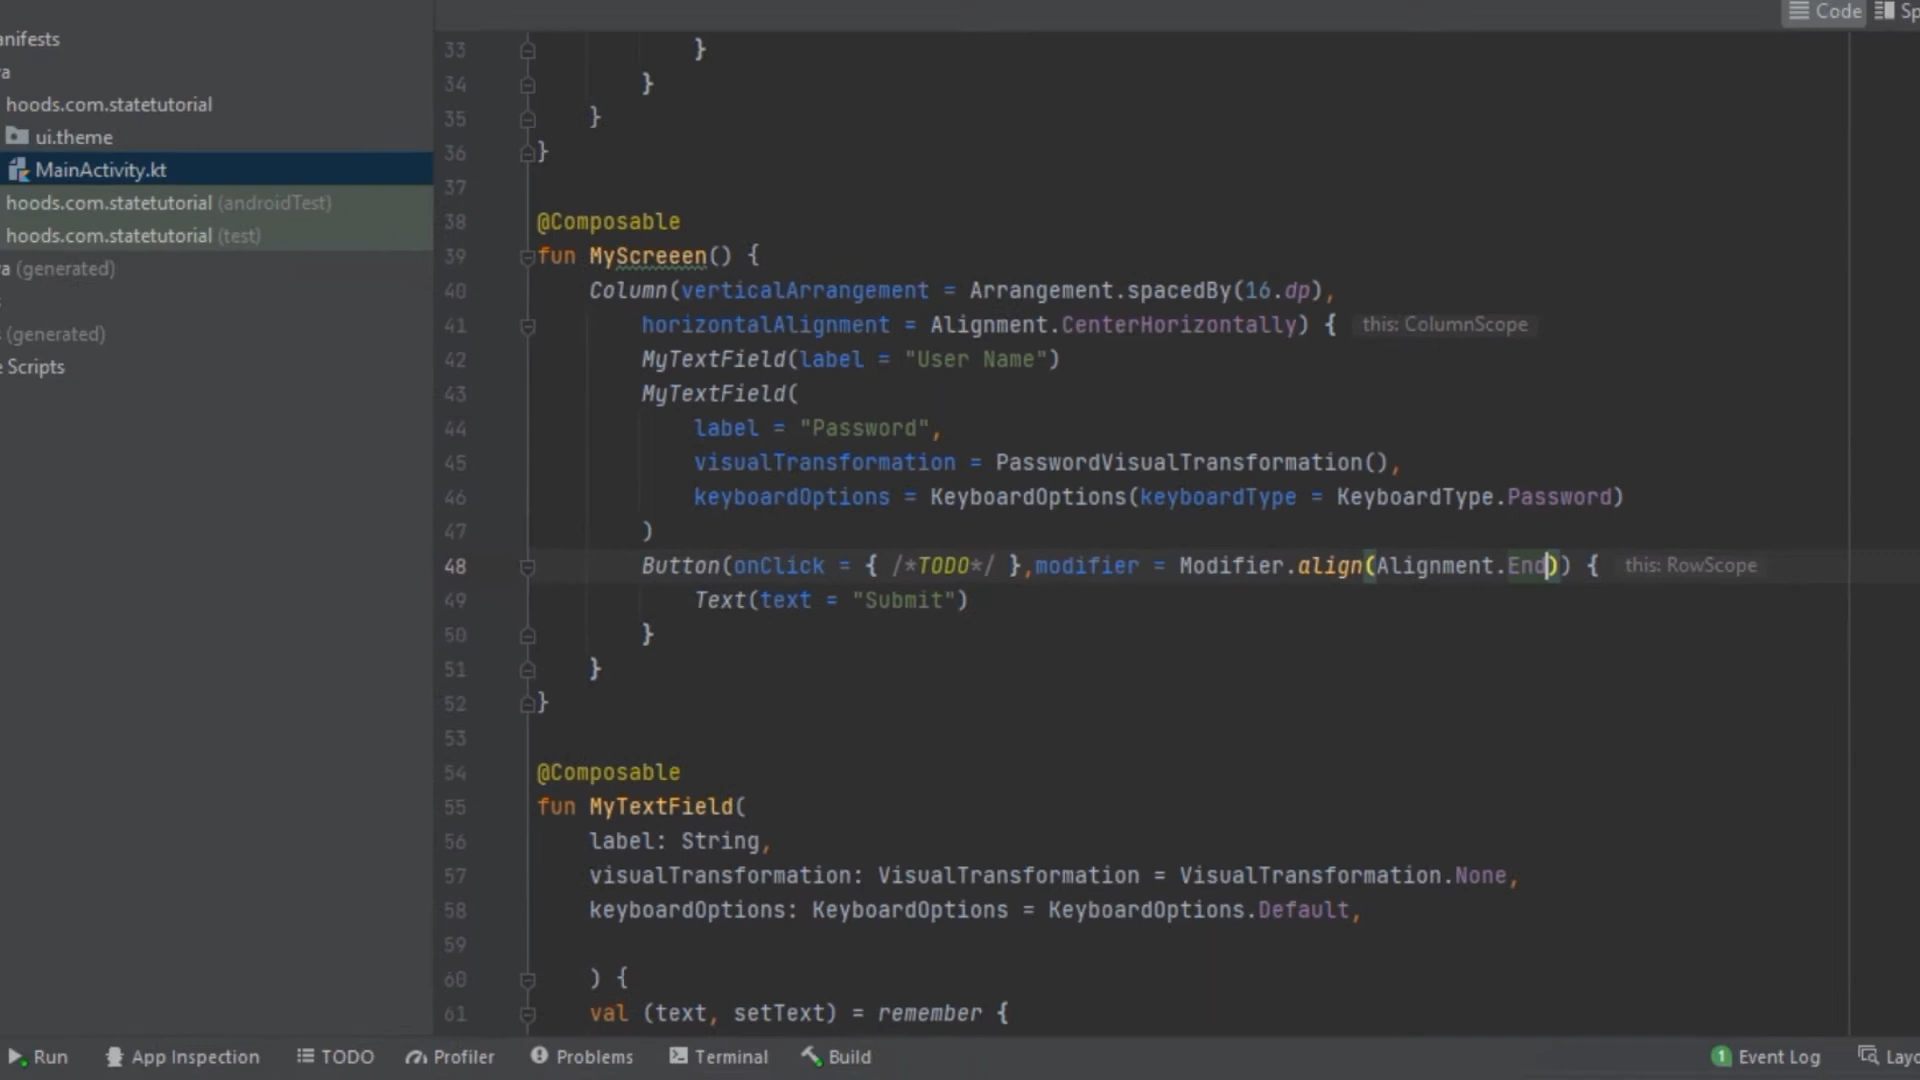 Code
Sp
anifests
va
hoods.com.statetutorial
ui.theme
MainActivity.kt
hoods.com.statetutorial (androidTest)
hoods.com.statetutorial (test)
a (generated)
s
s (generated)
e Scripts
33 }
34 }
35 }
36 }
37
38 @Composable
39 fun MyScreeen() {
40 Column(verticalArrangement = Arrangement.spacedBy(16.dp),
41 horizontalAlignment = Alignment.CenterHorizontally) { this: ColumnScope
42 MyTextField(label = "User Name")
43 MyTextField(
44 label = "Password",
45 visualTransformation = PasswordVisualTransformation(),
46 keyboardOptions = KeyboardOptions(keyboardType = KeyboardType.Password)
47 )
48 Button(onClick = { /*TODO*/ },modifier = Modifier.align(Alignment.End)) { this: RowScope
49 Text(text = "Submit")
50 }
51 }
52 }
53
54 @Composable
55 fun MyTextField(
56 label: String,
57 visualTransformation: VisualTransformation = VisualTransformation.None,
58 keyboardOptions: KeyboardOptions = KeyboardOptions.Default,
59
60 ) {
61 val (text, setText) = remember {
Run App Inspection TODO Profiler Problems Terminal Build 1 Event Log Layo